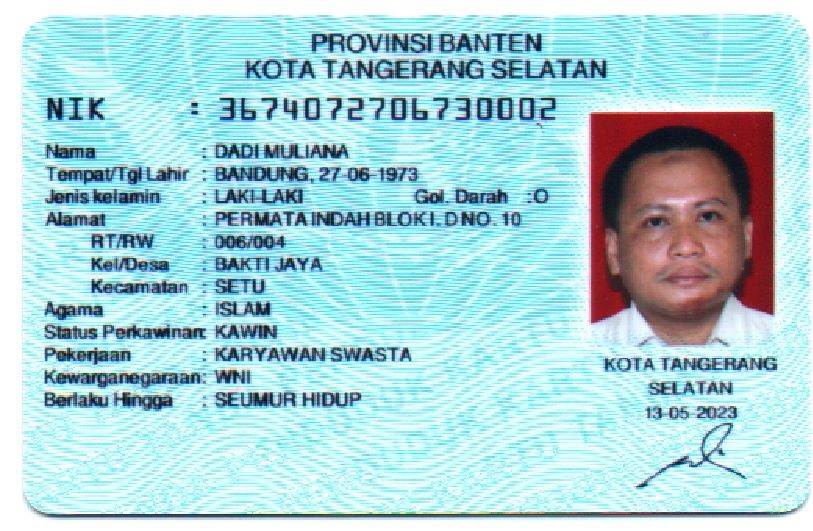 PROVINSI BANTEN
KOTA TANGERANG SELATAN
NIK : 3674072706730002
Nama : DADI MULIANA
Tempat/Tgl Lahir : BANDUNG, 27-06-1973
Jenis kelamin : LAKI-LAKI Gol. Darah :O
Alamat : PERMATA INDAH BLOK I. D NO. 10
RT/RW : 006/004
Kel/Desa : BAKTI JAYA
Kecamatan : SETU
Agama : ISLAM
Status Perkawinan: KAWIN
Pekerjaan : KARYAWAN SWASTA
Kewarganegaraan: WNI
Berlaku Hingga : SEUMUR HIDUP
KOTA TANGERANG
SELATAN
13-05-2023